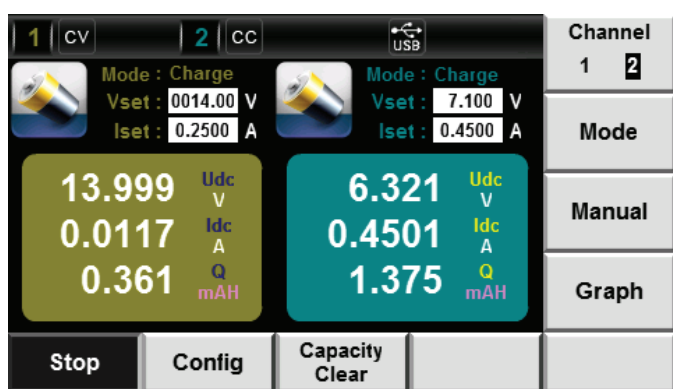 1 CV
2 CC
USB
Channel
1 2
Mode : Charge
Vset : 0014.00 V
Iset : 0.2500 A
Mode : Charge
Vset : 7.100 V
Iset : 0.4500 A
13.999 Udc V
0.0117 Idc A
0.361 Q mAH
6.321 Udc V
0.4501 Idc A
1.375 Q mAH
Mode
Manual
Graph
Stop
Config
Capacity
Clear